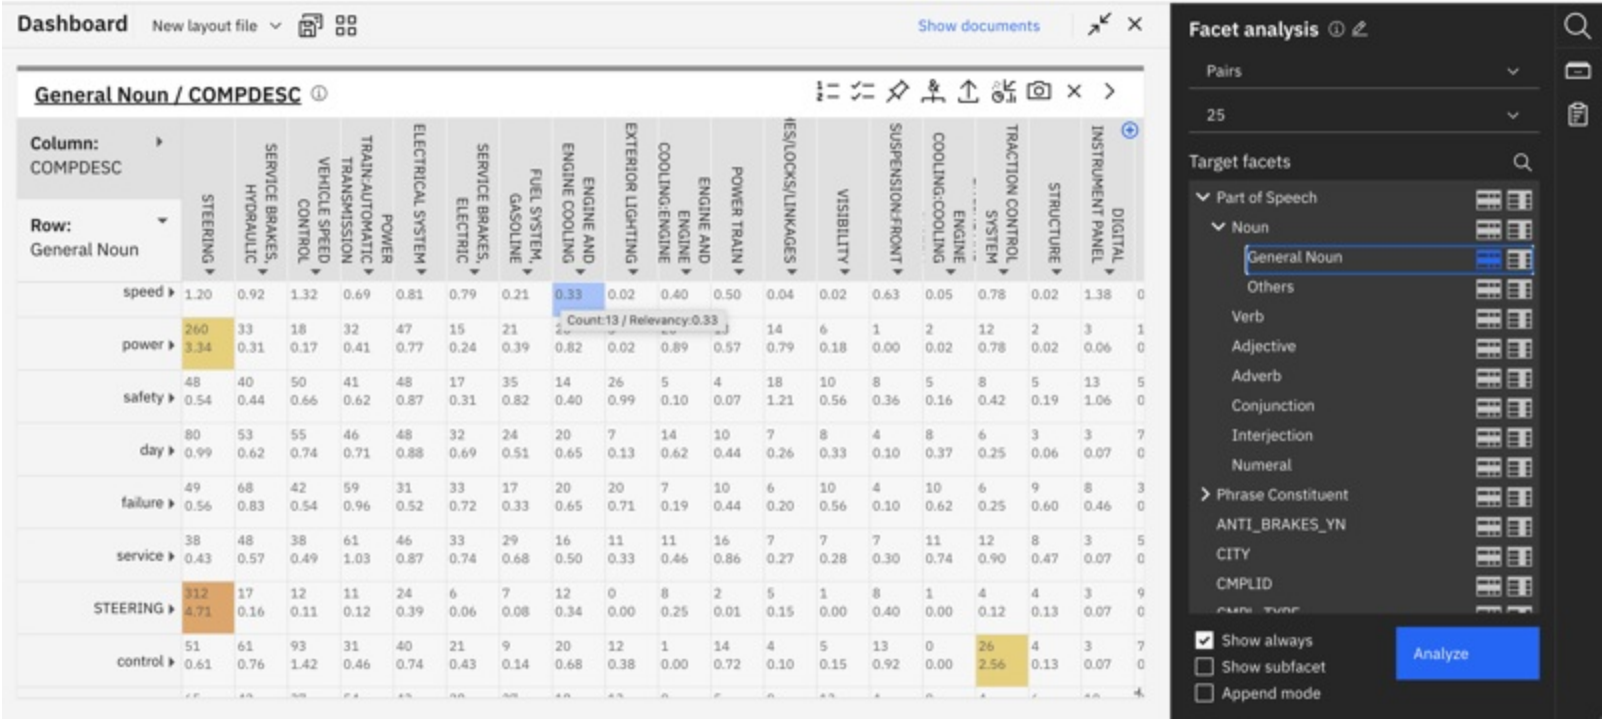 Dashboard New layout file Show documents
General Noun / COMPDESC
Column:
COMPDESC
Row:
General Noun
STEERING
SERVICE BRAKES,
HYDRAULIC
VEHICLE SPEED
CONTROL
POWER
TRAIN:AUTOMATIC
TRANSMISSION
ELECTRICAL SYSTEM
SERVICE BRAKES,
ELECTRIC
FUEL SYSTEM,
GASOLINE
ENGINE AND
ENGINE COOLING
EXTERIOR LIGHTING
ENGINE AND
ENGINE
COOLING:ENGINE
POWER TRAIN
ES/LOCKS/LINKAGES
VISIBILITY
SUSPENSION:FRONT
ENGINE
COOLING:COOLING
TRACTION CONTROL
SYSTEM
STRUCTURE
DIGITAL
INSTRUMENT PANEL
speed 1.20 0.92 1.32 0.69 0.81 0.79 0.21 0.33 0.02 0.40 0.50 0.04 0.02 0.63 0.05 0.78 0.02 1.38 0
Count:13 / Relevancy:0.33
260 33 18 32 47 15 21 14 6 1 2 12 2 3 1
power 3.34 0.31 0.17 0.41 0.77 0.24 0.39 0.82 0.02 0.89 0.57 0.79 0.18 0.00 0.02 0.78 0.02 0.06 0
48 40 50 41 48 17 35 14 26 5 4 18 10 8 5 8 5 13 5
safety 0.54 0.44 0.66 0.62 0.87 0.31 0.82 0.40 0.99 0.10 0.07 1.21 0.56 0.36 0.16 0.42 0.19 1.06 0
80 53 55 46 48 32 24 20 7 14 10 7 8 4 8 6 3 3 7
day 0.99 0.62 0.74 0.71 0.88 0.69 0.51 0.65 0.13 0.62 0.44 0.26 0.33 0.10 0.37 0.25 0.06 0.07 0
49 68 42 59 31 33 17 20 20 7 10 6 10 4 10 6 9 8 3
failure 0.56 0.83 0.54 0.96 0.52 0.72 0.33 0.65 0.71 0.19 0.44 0.20 0.56 0.10 0.62 0.25 0.60 0.46 0
38 48 38 61 46 33 29 16 11 11 16 7 7 7 11 12 8 3 5
service 0.43 0.57 0.49 1.03 0.87 0.74 0.68 0.50 0.33 0.46 0.86 0.27 0.28 0.30 0.74 0.90 0.47 0.07 0
312 17 12 11 24 6 7 12 0 8 2 5 1 8 1 4 4 3 9
STEERING 4.71 0.16 0.11 0.12 0.39 0.06 0.08 0.34 0.00 0.25 0.01 0.15 0.00 0.40 0.00 0.12 0.13 0.07 0
51 61 93 31 40 21 9 20 12 1 14 4 5 13 0 26 4 3 7
control 0.61 0.76 1.42 0.46 0.74 0.43 0.14 0.68 0.38 0.00 0.72 0.10 0.15 0.92 0.00 2.56 0.13 0.07 0
Facet analysis
Pairs
25
Target facets
Part of Speech
Noun
General Noun
Others
Verb
Adjective
Adverb
Conjunction
Interjection
Numeral
Phrase Constituent
ANTI_BRAKES_YN
CITY
CMPLID
CMPL_TYPE
Show always
Show subfacet
Append mode
Analyze